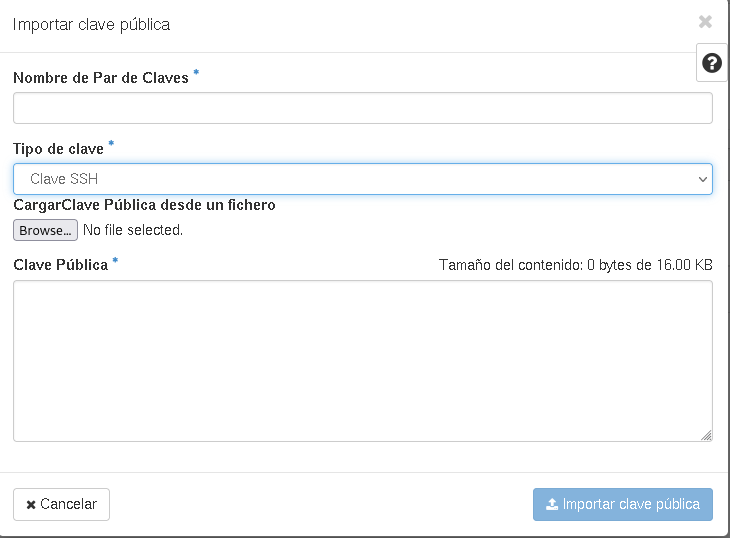 Importar clave pública ×
?
Nombre de Par de Claves *
Tipo de clave *
Clave SSH
CargarClave Pública desde un fichero
Browse... No file selected.
Clave Pública * Tamaño del contenido: 0 bytes de 16.00 KB
× Cancelar Importar clave pública